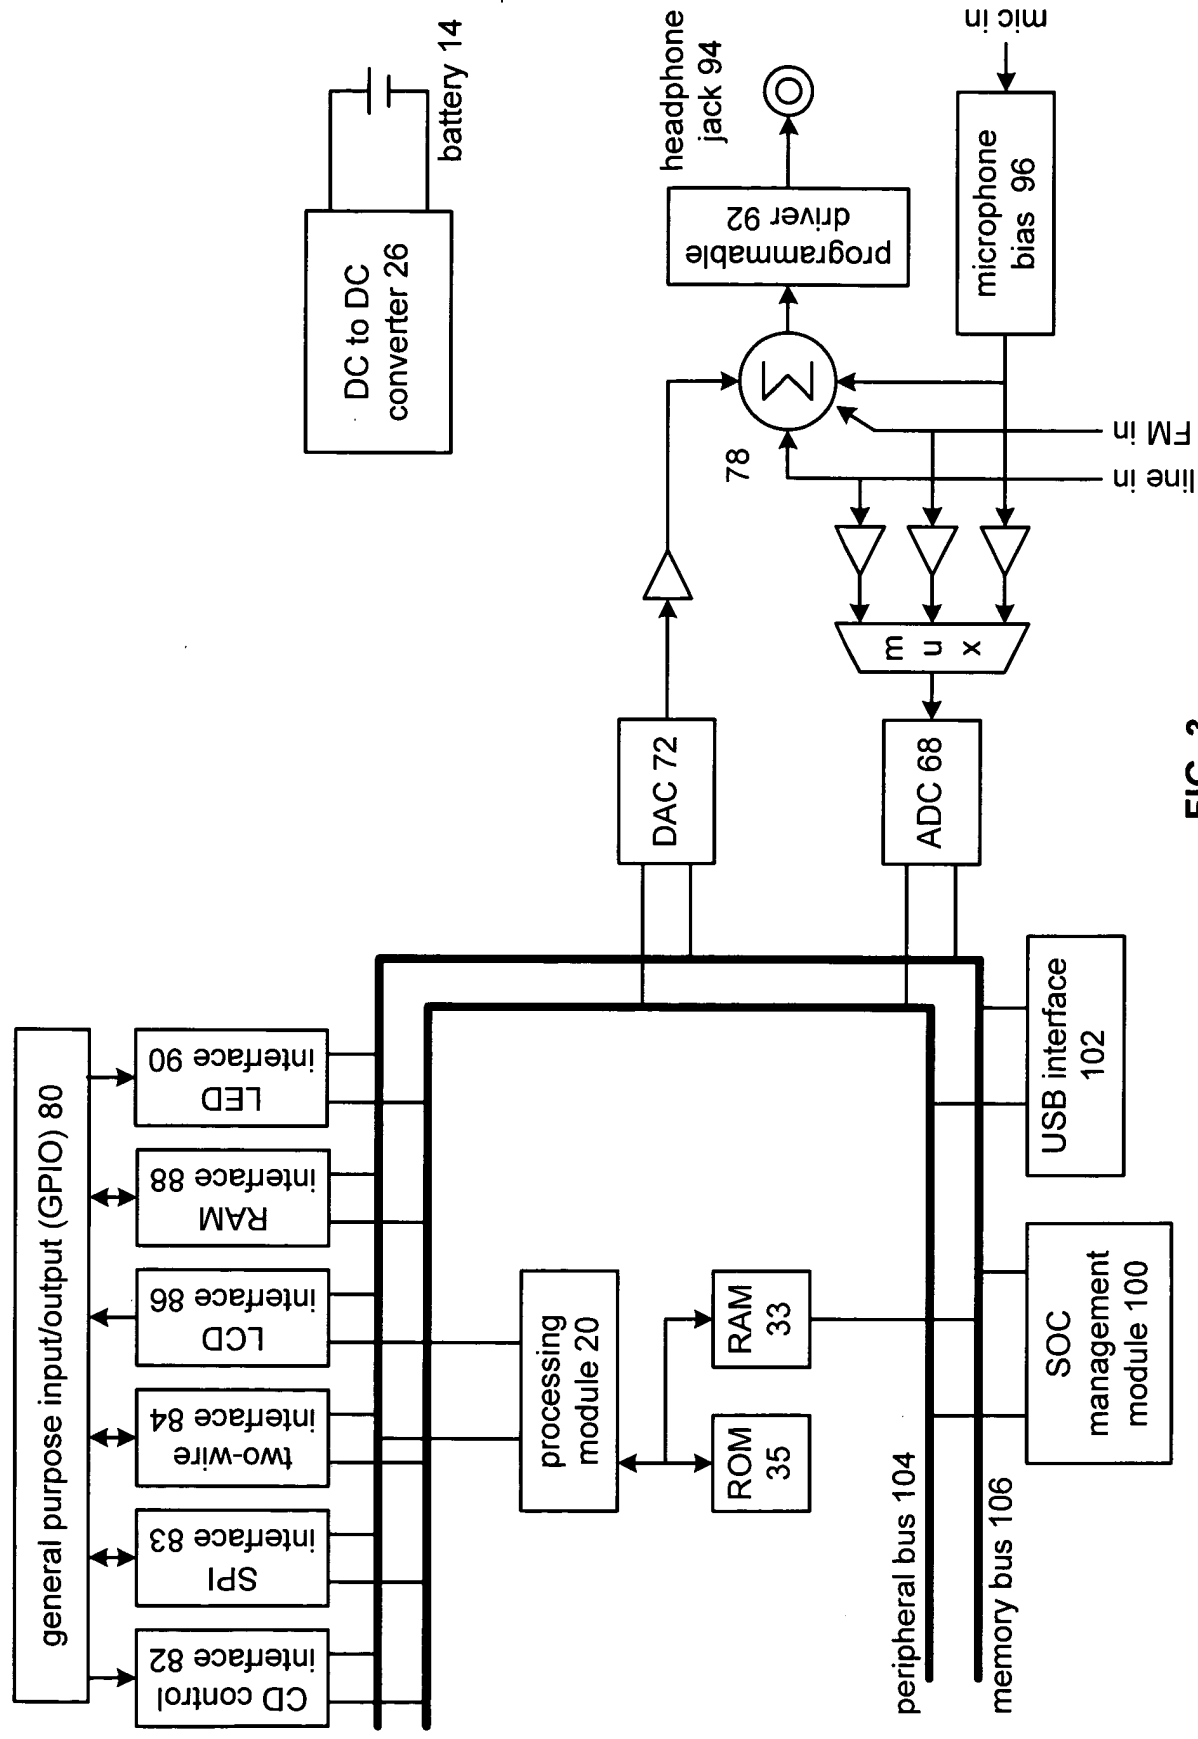 general purpose input/output (GPIO) 80
CD control
interface 82
SPI
interface 83
two-wire
interface 84
LCD
interface 86
RAM
interface 88
LED
interface 90
processing
module 20
ROM
35
RAM
33
peripheral bus 104
memory bus 106
SOC
management
module 100
USB interface
102
DAC 72
ADC 68
m
u
x
78
Σ
line in
FM in
mic in
microphone
bias 96
programmable
driver 92
headphone
jack 94
DC to DC
converter 26
battery 14